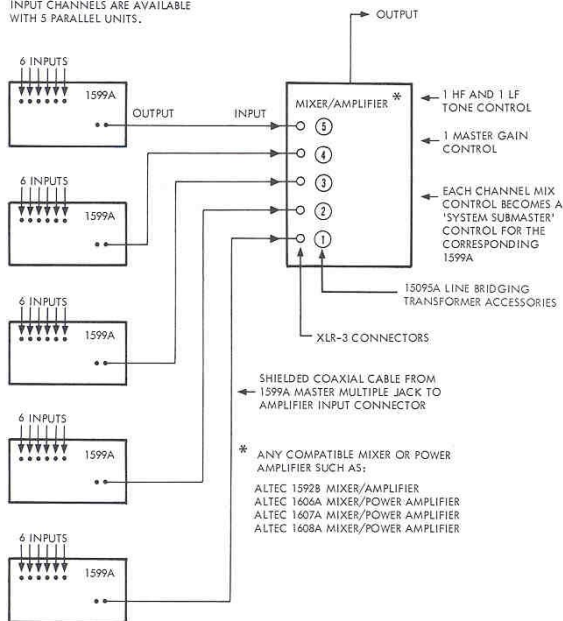 INPUT CHANNELS ARE AVAILABLE
WITH 5 PARALLEL UNITS.
OUTPUT
6 INPUTS
1599A
OUTPUT
INPUT
MIXER/AMPLIFIER *
5
4
3
2
1
1 HF AND 1 LF
TONE CONTROL
1 MASTER GAIN
CONTROL
EACH CHANNEL MIX
CONTROL BECOMES A
'SYSTEM SUBMASTER'
CONTROL FOR THE
CORRESPONDING
1599A
6 INPUTS
1599A
15095A LINE BRIDGING
TRANSFORMER ACCESSORIES
XLR-3 CONNECTORS
6 INPUTS
1599A
SHIELDED COAXIAL CABLE FROM
1599A MASTER MULTIPLE JACK TO
AMPLIFIER INPUT CONNECTOR
6 INPUTS
1599A
* ANY COMPATIBLE MIXER OR POWER
AMPLIFIER SUCH AS:
ALTEC 1592B MIXER/AMPLIFIER
ALTEC 1606A MIXER/POWER AMPLIFIER
ALTEC 1607A MIXER/POWER AMPLIFIER
ALTEC 1608A MIXER/POWER AMPLIFIER
6 INPUTS
1599A